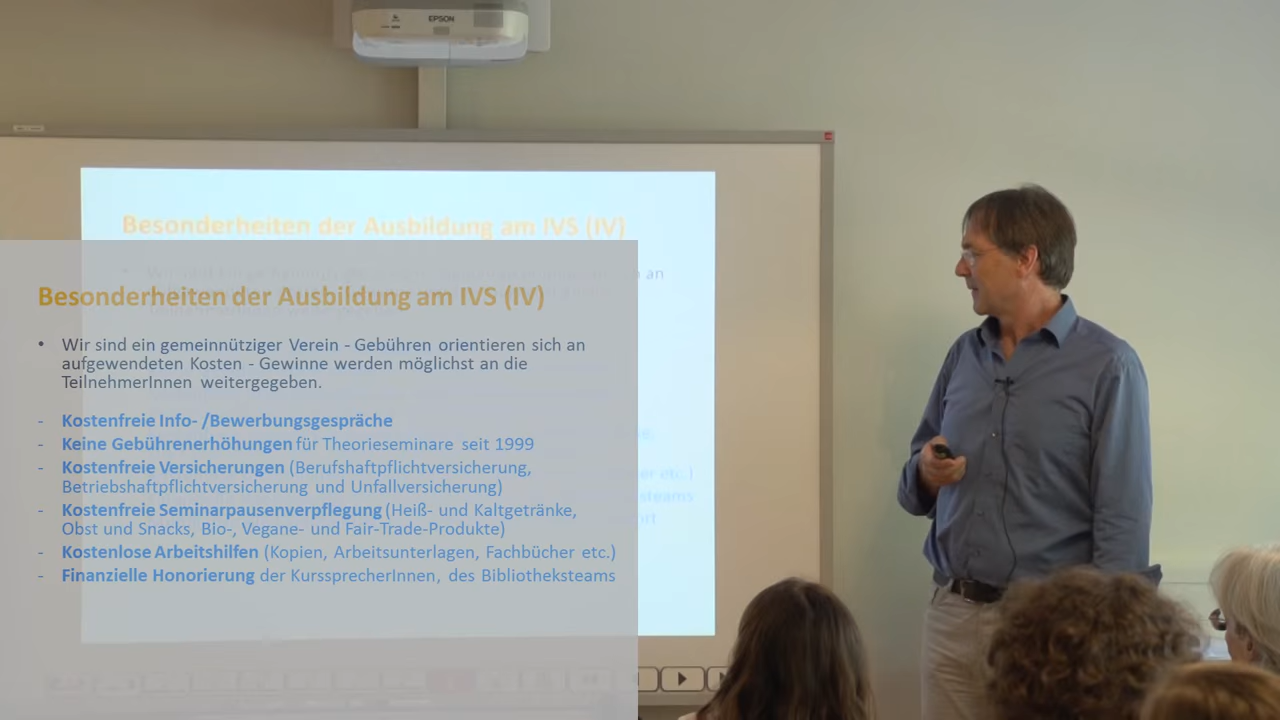 EPSON
Besonderheiten der Ausbildung am IVS (IV)
an
Besonderheiten der Ausbildung am IVS (IV)
• Wir sind ein gemeinnütziger Verein - Gebühren orientieren sich an
aufgewendeten Kosten - Gewinne werden möglichst an die
TeilnehmerInnen weitergegeben.
- Kostenfreie Info- /Bewerbungsgespräche
- Keine Gebührenerhöhungen für Theorieseminare seit 1999
- Kostenfreie Versicherungen (Berufshaftpflichtversicherung,
Betriebshaftpflichtversicherung und Unfallversicherung)
- Kostenfreie Seminarpausenverpflegung (Heiß- und Kaltgetränke,
Obst und Snacks, Bio-, Vegane- und Fair-Trade-Produkte)
- Kostenlose Arbeitshilfen (Kopien, Arbeitsunterlagen, Fachbücher etc.)
- Finanzielle Honorierung der KurssprecherInnen, des Bibliotheksteams